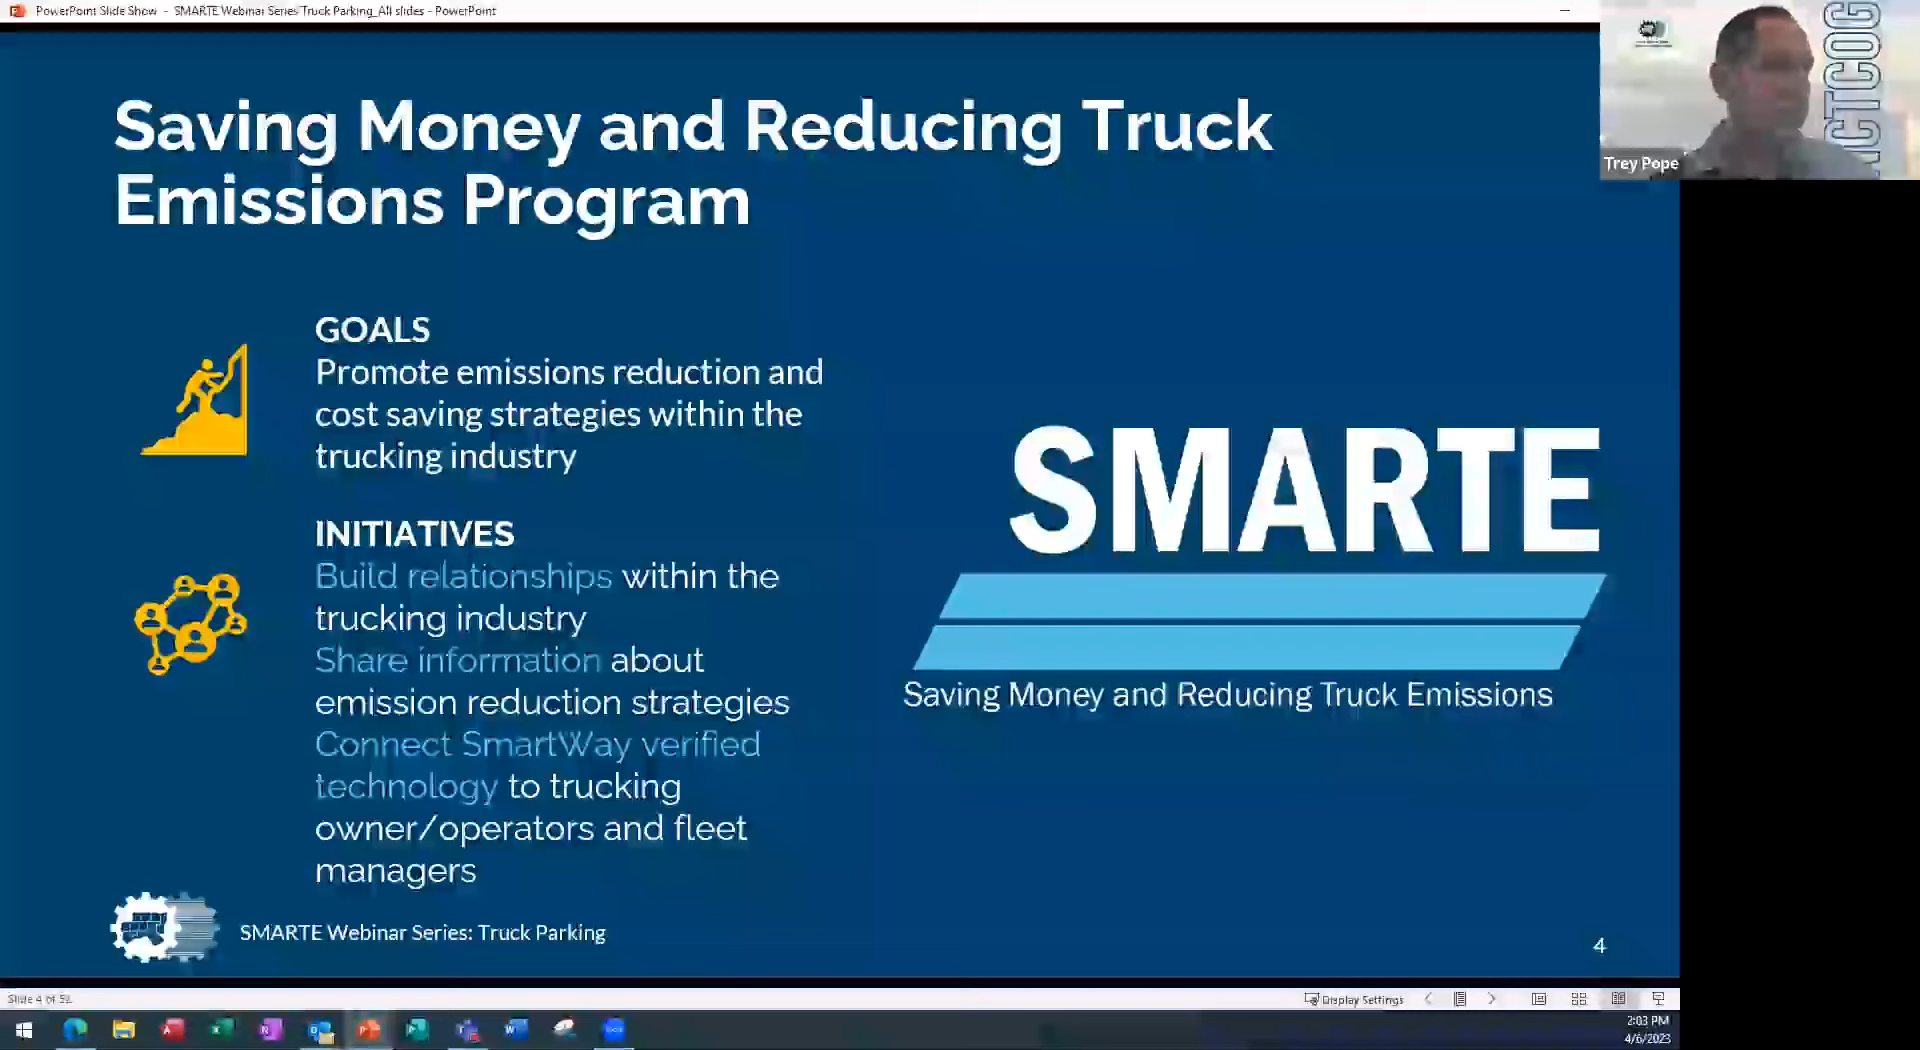 PowerPoint Slide Show - SMARTE Webinar Series Truck Parking_All slides - PowerPoint
NCTCOG
Trey Pope
Saving Money and Reducing Truck
Emissions Program
GOALS
Promote emissions reduction and
cost saving strategies within the
trucking industry
INITIATIVES
Build relationships within the
trucking industry
Share information about
emission reduction strategies
Connect SmartWay verified
technology to trucking
owner/operators and fleet
managers
SMARTE
Saving Money and Reducing Truck Emissions
SMARTE Webinar Series: Truck Parking
4
Display Settings
2:03 PM
4/6/2023